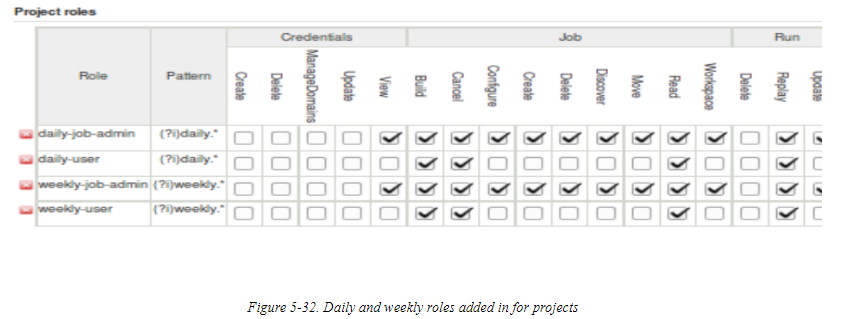 Project roles
Credentials Job Run
Role Pattern Create Delete ManageDomains Update View Build Cancel Configure Create Delete Discover Move Read Workspace Delete Replay Update
daily-job-admin (?i)daily.*
daily-user (?i)daily.*
weekly-job-admin (?i)weekly.*
weekly-user (?i)weekly.*
Figure 5-32. Daily and weekly roles added in for projects